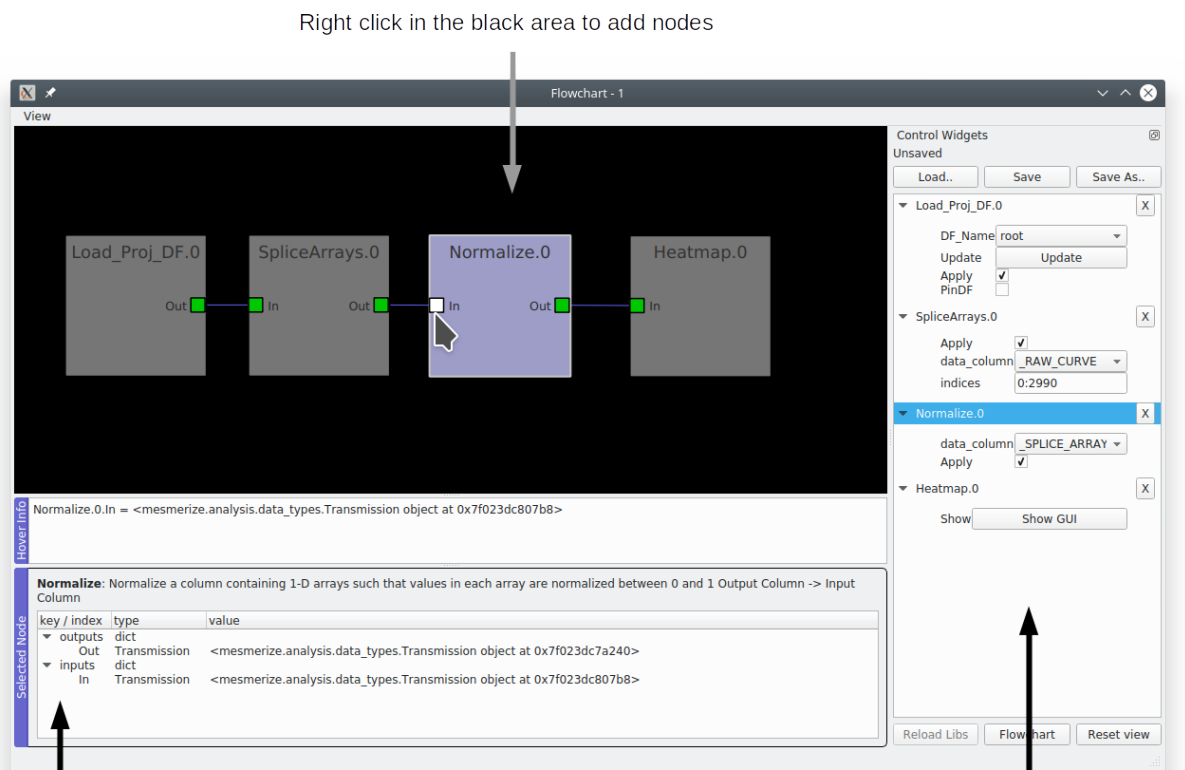 Right click in the black area to add nodes
Flowchart - 1
View
Load_Proj_DF.0
Out
SpliceArrays.0
In
Out
Normalize.0
In
Out
Heatmap.0
In
Hover Info
Normalize.0.In = <mesmerize.analysis.data_types.Transmission object at 0x7f023dc807b8>
Selected Node
Normalize: Normalize a column containing 1-D arrays such that values in each array are normalized between 0 and 1 Output Column -> Input
Column
key / index type value
outputs dict
Out Transmission <mesmerize.analysis.data_types.Transmission object at 0x7f023dc7a240>
inputs dict
In Transmission <mesmerize.analysis.data_types.Transmission object at 0x7f023dc807b8>
Control Widgets
Unsaved
Load.. Save Save As..
Load_Proj_DF.0 X
DF_Name root
Update Update
Apply
PinDF
SpliceArrays.0 X
Apply
data_column _RAW_CURVE
indices 0:2990
Normalize.0 X
data_column _SPLICE_ARRAY
Apply
Heatmap.0 X
Show Show GUI
Reload Libs Flowchart Reset view